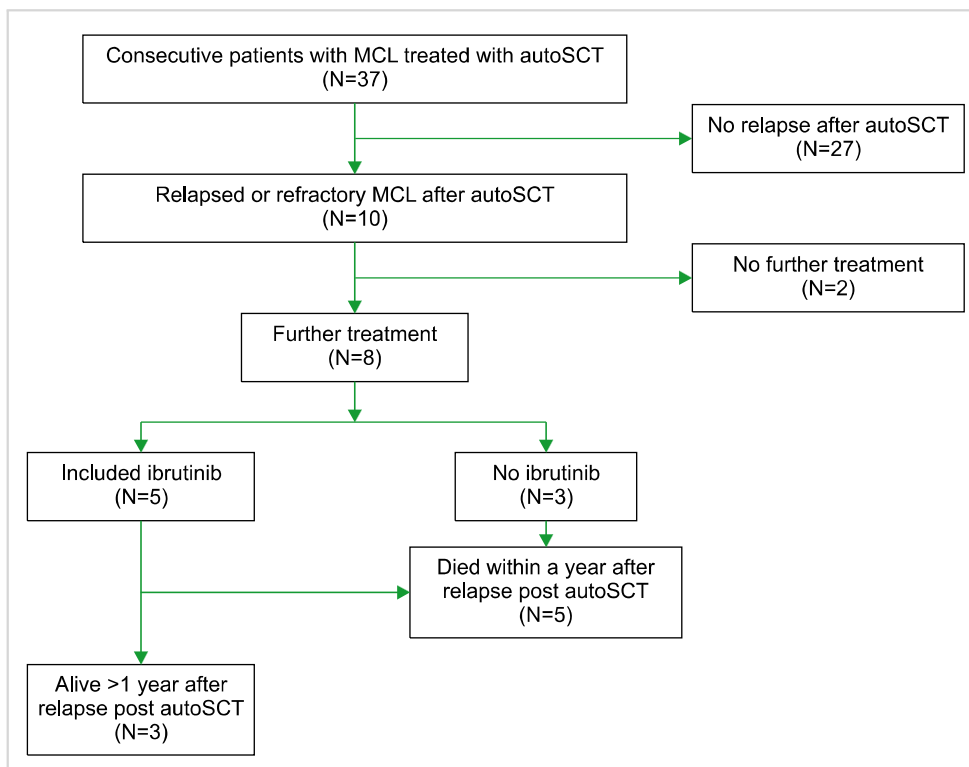 Consecutive patients with MCL treated with autoSCT
(N=37)
No relapse after autoSCT
(N=27)
Relapsed or refractory MCL after autoSCT
(N=10)
No further treatment
(N=2)
Further treatment
(N=8)
Included ibrutinib
(N=5)
No ibrutinib
(N=3)
Died within a year after
relapse post autoSCT
(N=5)
Alive >1 year after
relapse post autoSCT
(N=3)